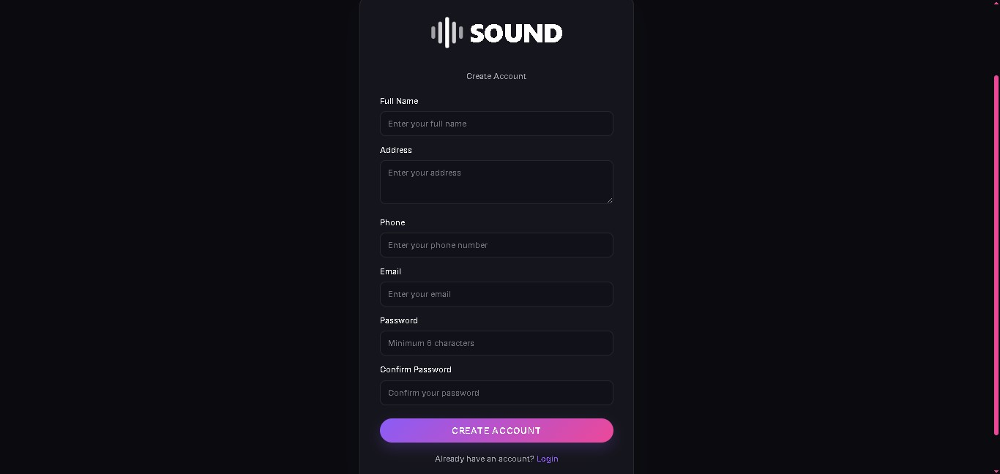 SOUND
Create Account
Full Name
Enter your full name
Address
Enter your address
Phone
Enter your phone number
Email
Enter your email
Password
Minimum 6 characters
Confirm Password
Confirm your password
CREATE ACCOUNT
Already have an account? Login